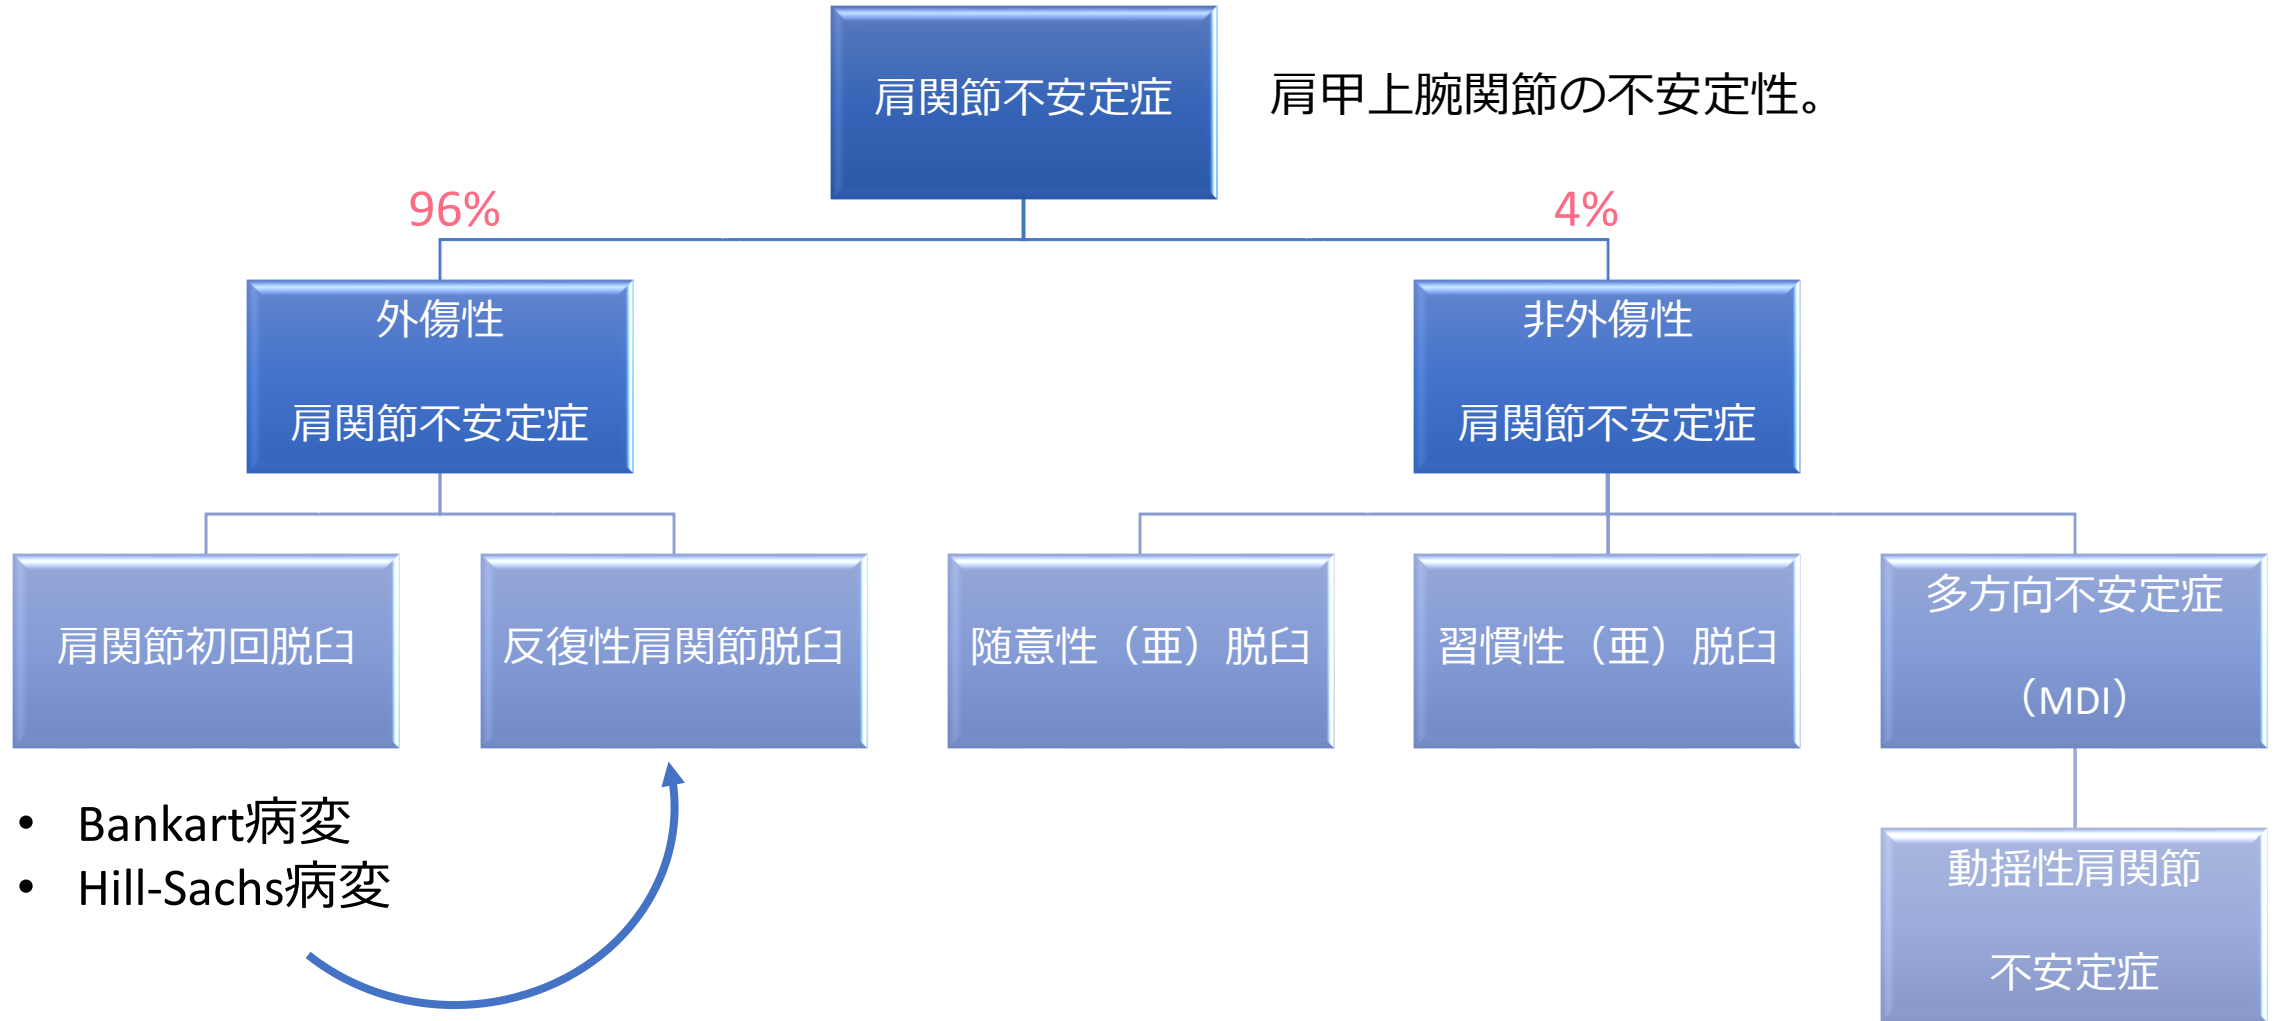 肩関節不安定症
肩甲上腕関節の不安定性。
96%
4%
外傷性
肩関節不安定症
非外傷性
肩関節不安定症
肩関節初回脱臼
反復性肩関節脱臼
随意性（亜）脱臼
習慣性（亜）脱臼
多方向不安定症
（MDI）
• Bankart病変
• Hill-Sachs病変
動揺性肩関節
不安定症